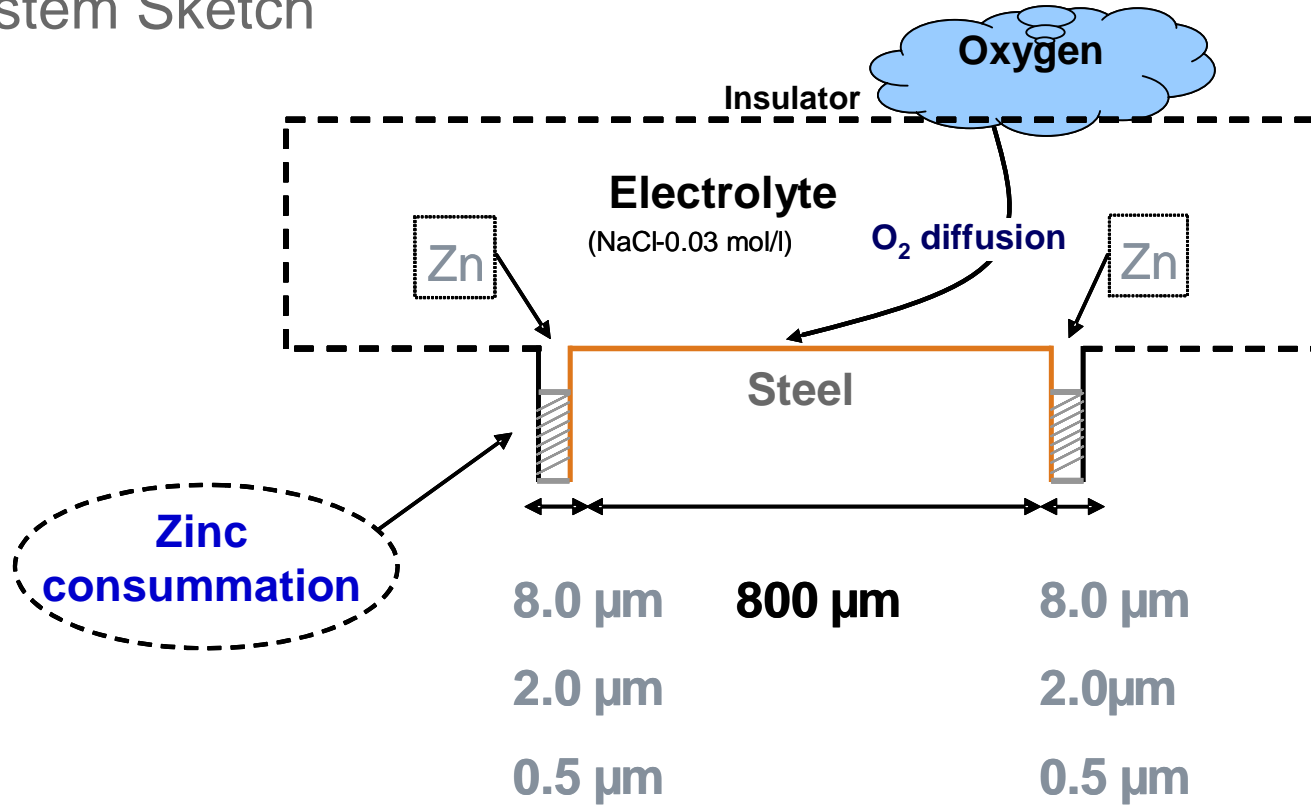 stem Sketch
Oxygen
Insulator
Electrolyte
(NaCl-0.03 mol/l)
O₂ diffusion
Zn
Zn
Steel
Zinc
consummation
8.0 µm 800 µm 8.0 µm
2.0 µm 2.0µm
0.5 µm 0.5 µm